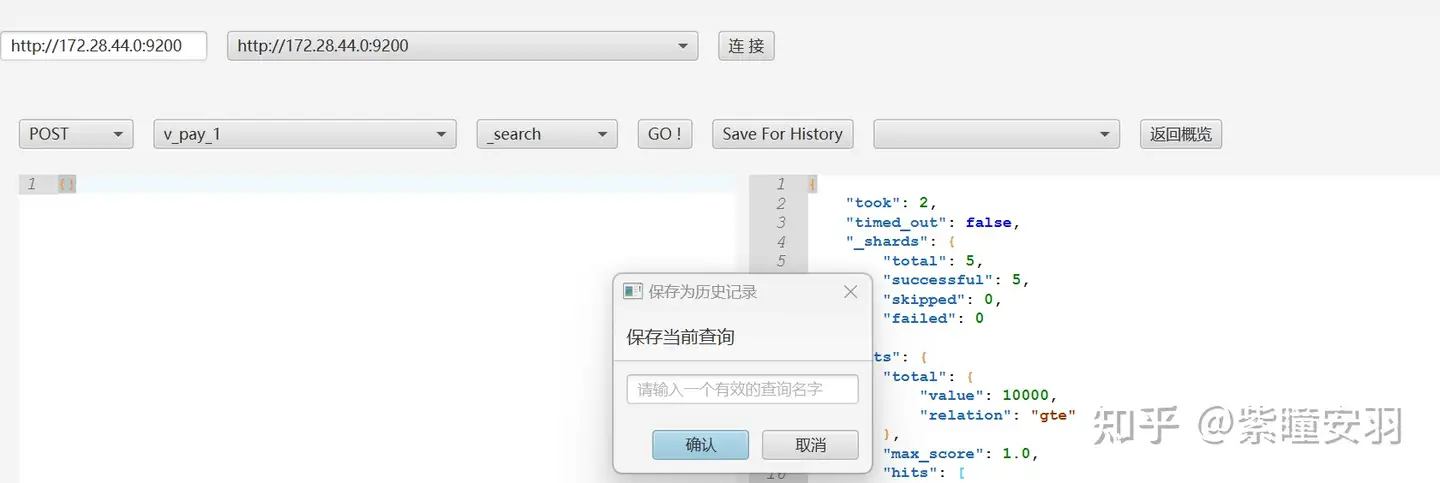 http://172.28.44.0:9200 http://172.28.44.0:9200 连 接
POST v_pay_1 _search GO ! Save For History 返回概览
1 {}
1 {
2 "took": 2,
3 "timed_out": false,
4 "_shards": {
5 "total": 5,
"successful": 5,
"skipped": 0,
"failed": 0
保存为历史记录
保存当前查询
请输入一个有效的查询名字
确认 取消
ts": {
"total": {
"value": 10000,
"relation": "gte"
},
"max_score": 1.0,
16 "hits": [
知乎 @紫瞳安羽